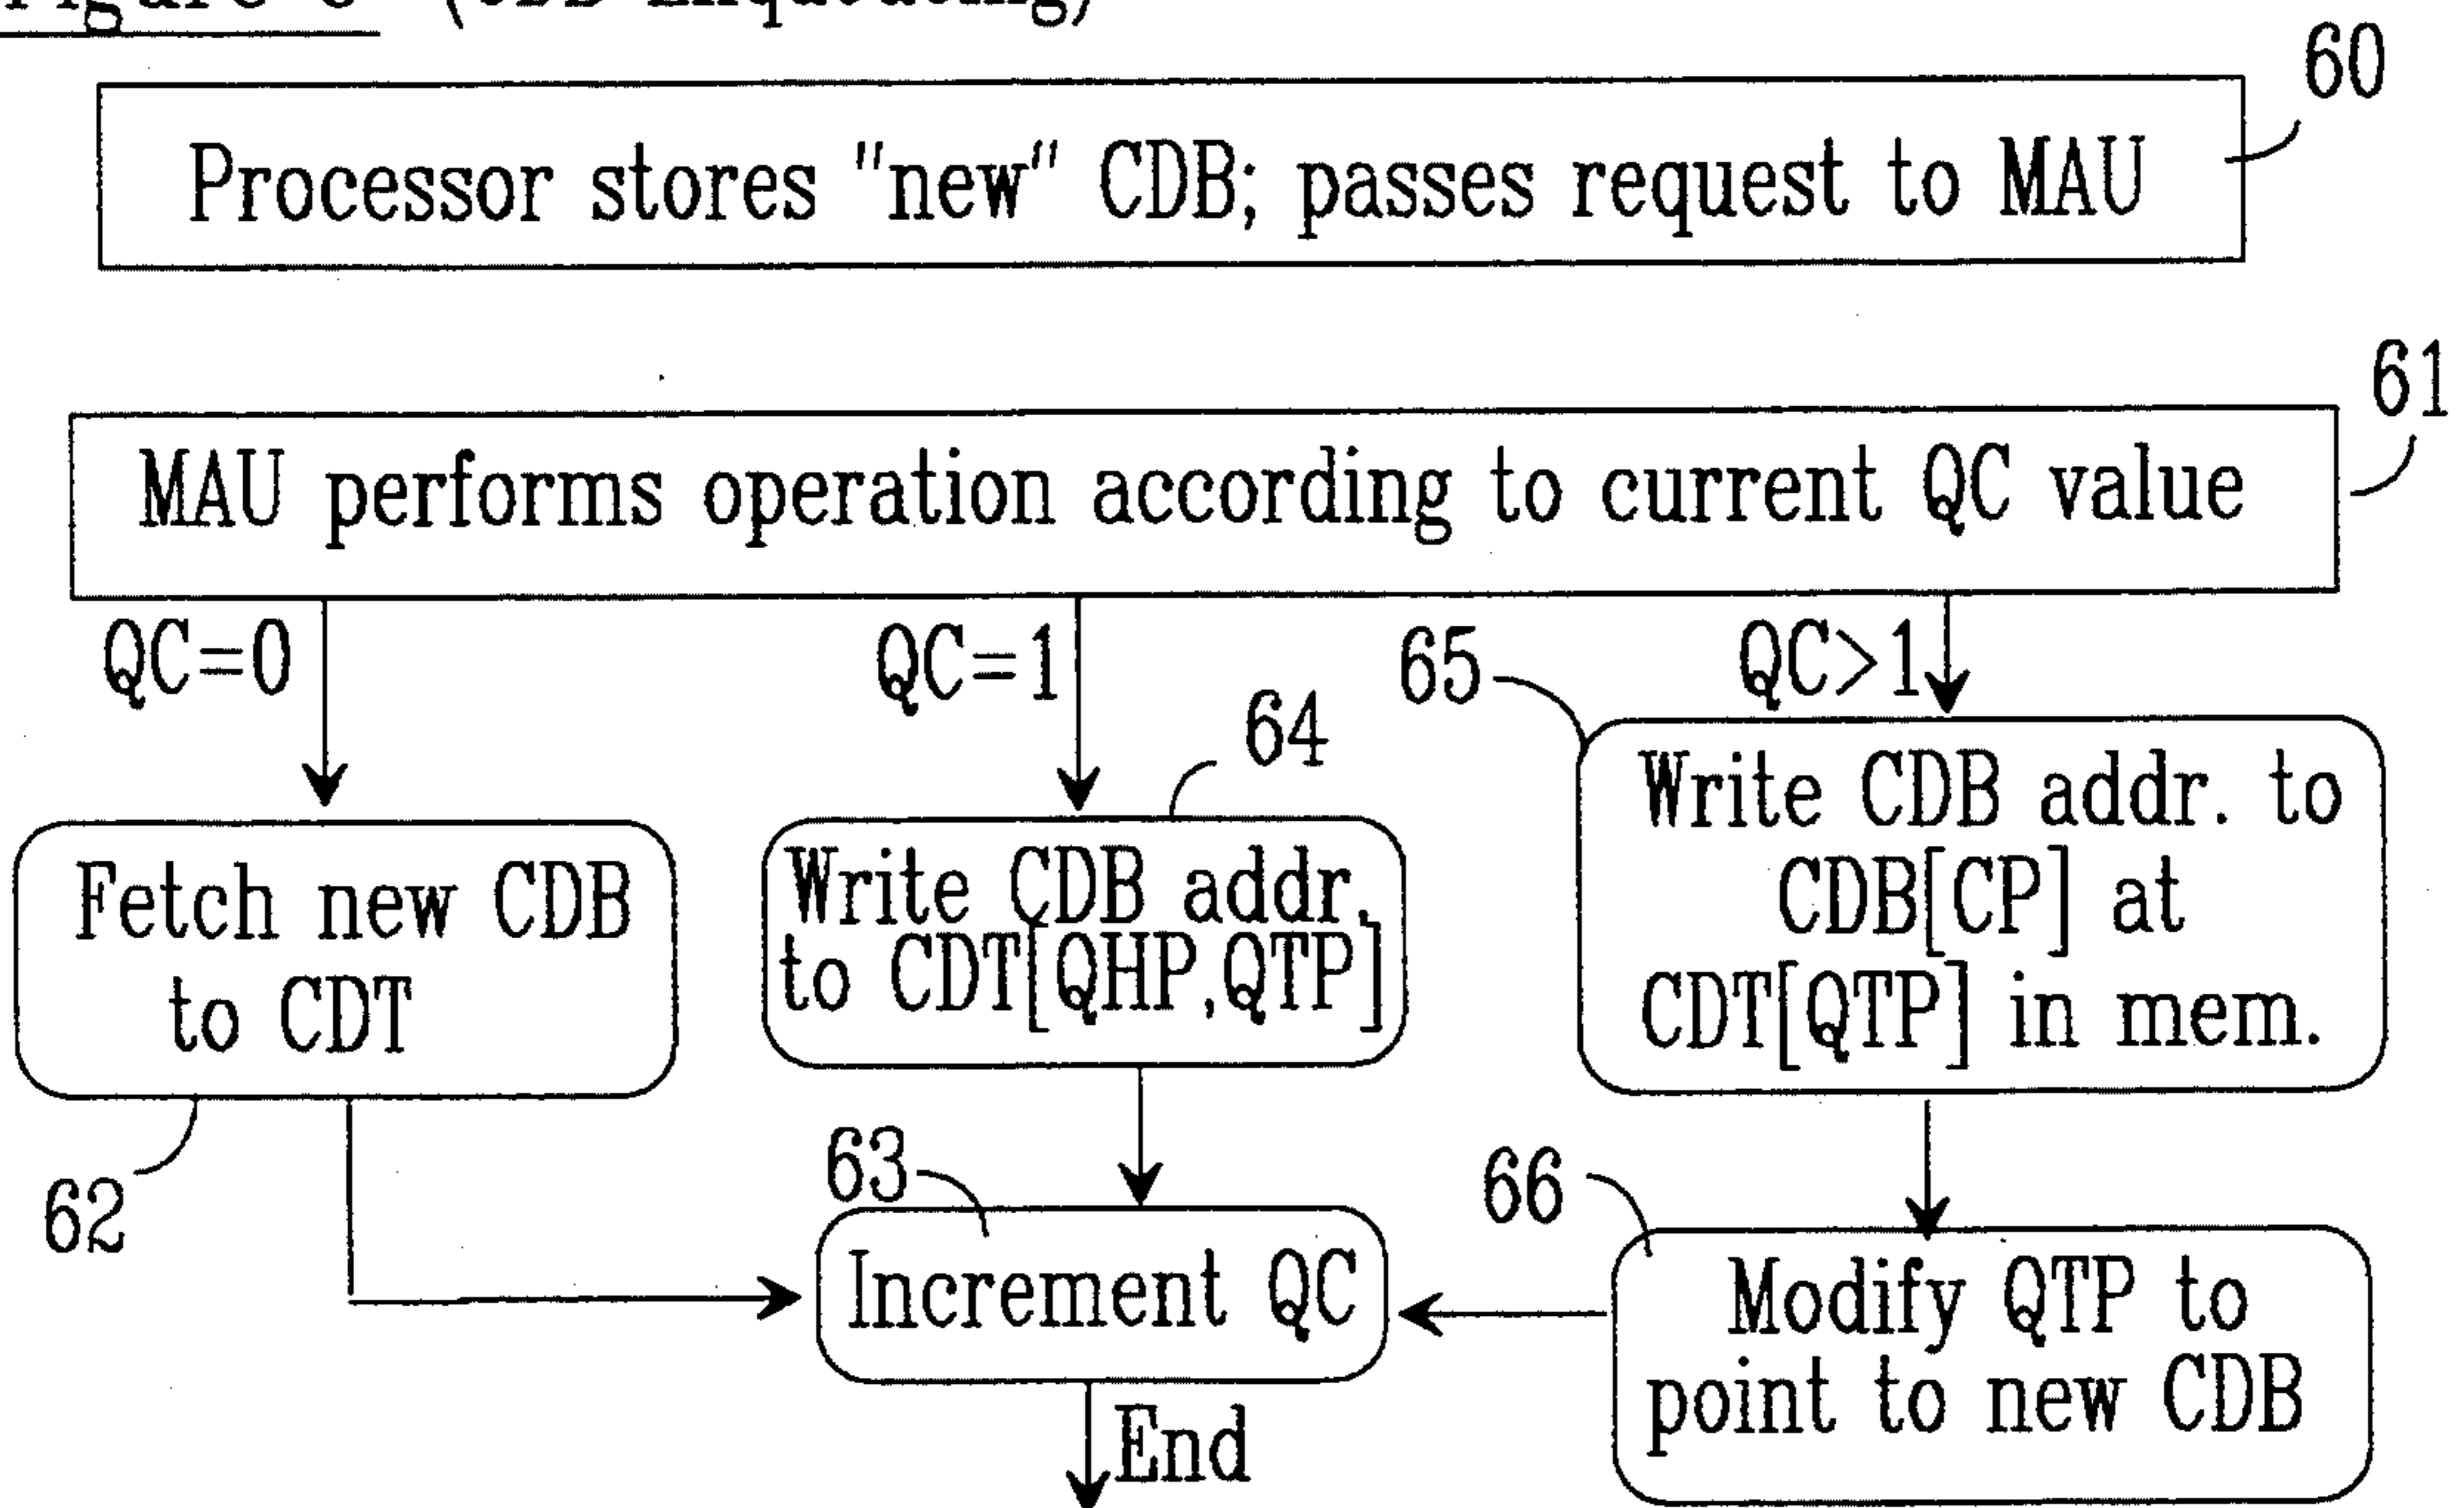 (CDB Enqueueing)
60
Processor stores "new" CDB; passes request to MAU
61
MAU performs operation according to current QC value
QC=0
QC=1
QC>1
65
64
Fetch new CDB
to CDT
Write CDB addr.
to CDT[QHP,QTP]
Write CDB addr. to
CDB[CP] at
CDT[QTP] in mem.
62
63
66
Increment QC
Modify QTP to
point to new CDB
End